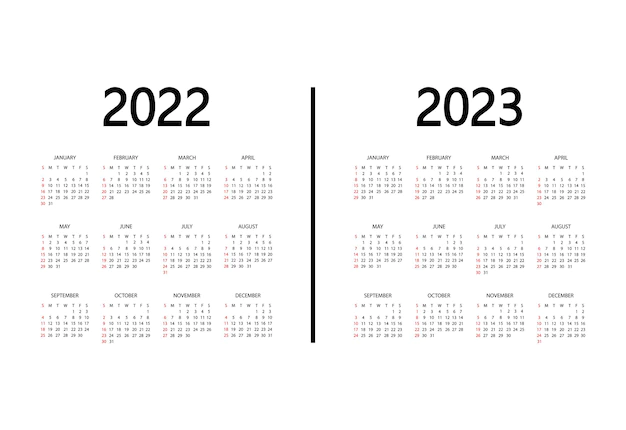 2022
JANUARY
S M T W T F S
1
2 3 4 5 6 7 8
9 10 11 12 13 14 15
16 17 18 19 20 21 22
23 24 25 26 27 28 29
30 31
FEBRUARY
S M T W T F S
1 2 3 4 5
6 7 8 9 10 11 12
13 14 15 16 17 18 19
20 21 22 23 24 25 26
27 28
MARCH
S M T W T F S
1 2 3 4 5
6 7 8 9 10 11 12
13 14 15 16 17 18 19
20 21 22 23 24 25 26
27 28 29 30 31
APRIL
S M T W T F S
1 2
3 4 5 6 7 8 9
10 11 12 13 14 15 16
17 18 19 20 21 22 23
24 25 26 27 28 29 30
MAY
S M T W T F S
1 2 3 4 5 6 7
8 9 10 11 12 13 14
15 16 17 18 19 20 21
22 23 24 25 26 27 28
29 30 31
JUNE
S M T W T F S
1 2 3 4
5 6 7 8 9 10 11
12 13 14 15 16 17 18
19 20 21 22 23 24 25
26 27 28 29 30
JULY
S M T W T F S
1 2
3 4 5 6 7 8 9
10 11 12 13 14 15 16
17 18 19 20 21 22 23
24 25 26 27 28 29 30
31
AUGUST
S M T W T F S
1 2 3 4 5 6
7 8 9 10 11 12 13
14 15 16 17 18 19 20
21 22 23 24 25 26 27
28 29 30 31
SEPTEMBER
S M T W T F S
1 2 3
4 5 6 7 8 9 10
11 12 13 14 15 16 17
18 19 20 21 22 23 24
25 26 27 28 29 30
OCTOBER
S M T W T F S
1
2 3 4 5 6 7 8
9 10 11 12 13 14 15
16 17 18 19 20 21 22
23 24 25 26 27 28 29
30 31
NOVEMBER
S M T W T F S
1 2 3 4 5
6 7 8 9 10 11 12
13 14 15 16 17 18 19
20 21 22 23 24 25 26
27 28 29 30
DECEMBER
S M T W T F S
1 2 3
4 5 6 7 8 9 10
11 12 13 14 15 16 17
18 19 20 21 22 23 24
25 26 27 28 29 30 31
2023
JANUARY
S M T W T F S
1 2 3 4 5 6 7
8 9 10 11 12 13 14
15 16 17 18 19 20 21
22 23 24 25 26 27 28
29 30 31
FEBRUARY
S M T W T F S
1 2 3 4
5 6 7 8 9 10 11
12 13 14 15 16 17 18
19 20 21 22 23 24 25
26 27 28
MARCH
S M T W T F S
1 2 3 4
5 6 7 8 9 10 11
12 13 14 15 16 17 18
19 20 21 22 23 24 25
26 27 28 29 30 31
APRIL
S M T W T F S
1
2 3 4 5 6 7 8
9 10 11 12 13 14 15
16 17 18 19 20 21 22
23 24 25 26 27 28 29
30
MAY
S M T W T F S
1 2 3 4 5 6
7 8 9 10 11 12 13
14 15 16 17 18 19 20
21 22 23 24 25 26 27
28 29 30 31
JUNE
S M T W T F S
1 2 3
4 5 6 7 8 9 10
11 12 13 14 15 16 17
18 19 20 21 22 23 24
25 26 27 28 29 30
JULY
S M T W T F S
1
2 3 4 5 6 7 8
9 10 11 12 13 14 15
16 17 18 19 20 21 22
23 24 25 26 27 28 29
30 31
AUGUST
S M T W T F S
1 2 3 4 5
6 7 8 9 10 11 12
13 14 15 16 17 18 19
20 21 22 23 24 25 26
27 28 29 30 31
SEPTEMBER
S M T W T F S
1 2
3 4 5 6 7 8 9
10 11 12 13 14 15 16
17 18 19 20 21 22 23
24 25 26 27 28 29 30
OCTOBER
S M T W T F S
1 2 3 4 5 6 7
8 9 10 11 12 13 14
15 16 17 18 19 20 21
22 23 24 25 26 27 28
29 30 31
NOVEMBER
S M T W T F S
1 2 3 4
5 6 7 8 9 10 11
12 13 14 15 16 17 18
19 20 21 22 23 24 25
26 27 28 29 30
DECEMBER
S M T W T F S
1 2
3 4 5 6 7 8 9
10 11 12 13 14 15 16
17 18 19 20 21 22 23
24 25 26 27 28 29 30
31